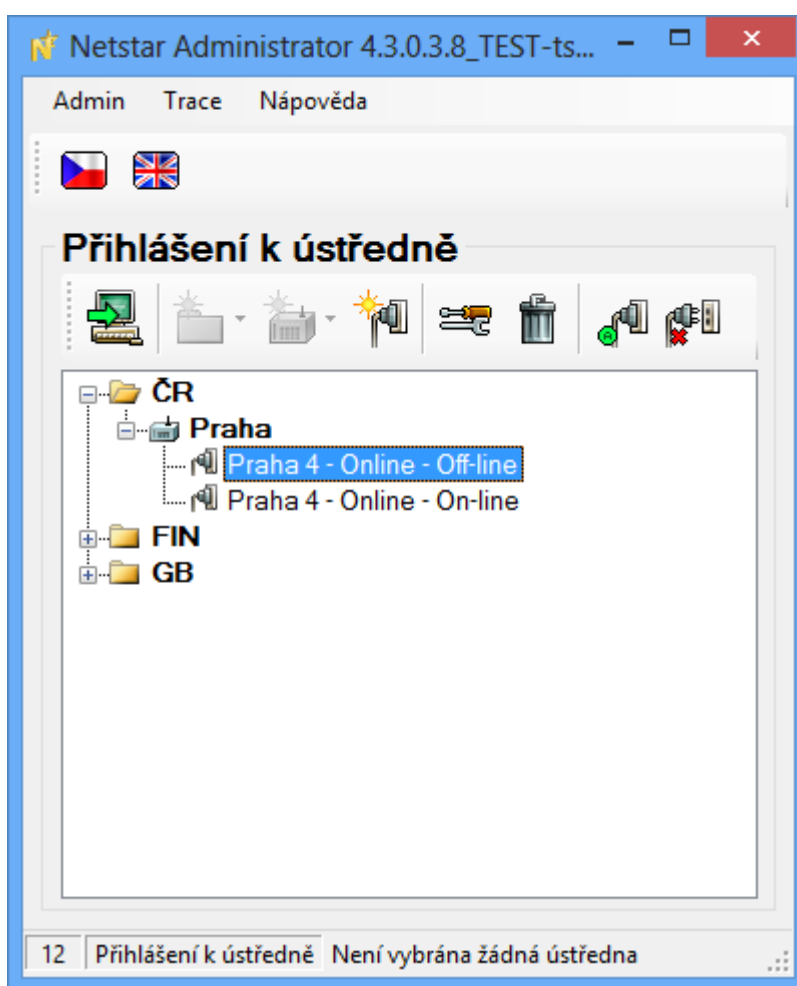 Netstar Administrator 4.3.0.3.8_TEST-ts...
Admin Trace Nápověda
Přihlášení k ústředně
ČR
Praha
Praha 4 - Online - Off-line
Praha 4 - Online - On-line
FIN
GB
12 Přihlášení k ústředně Není vybrána žádná ústředna